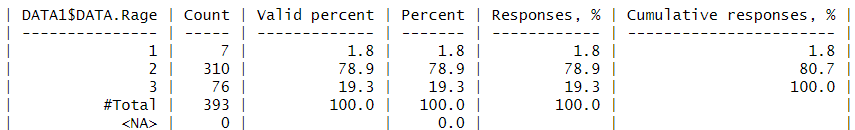 | DATA1$DATA.Rage | Count | Valid percent | Percent | Responses, % | Cumulative responses, % |
| --------------- | ----- | ------------- | ------- | ------------ | ----------------------- |
| 1 | 7 | 1.8 | 1.8 | 1.8 | 1.8 |
| 2 | 310 | 78.9 | 78.9 | 78.9 | 80.7 |
| 3 | 76 | 19.3 | 19.3 | 19.3 | 100.0 |
| #Total | 393 | 100.0 | 100.0 | 100.0 | |
| <NA> | 0 | | 0.0 | | |